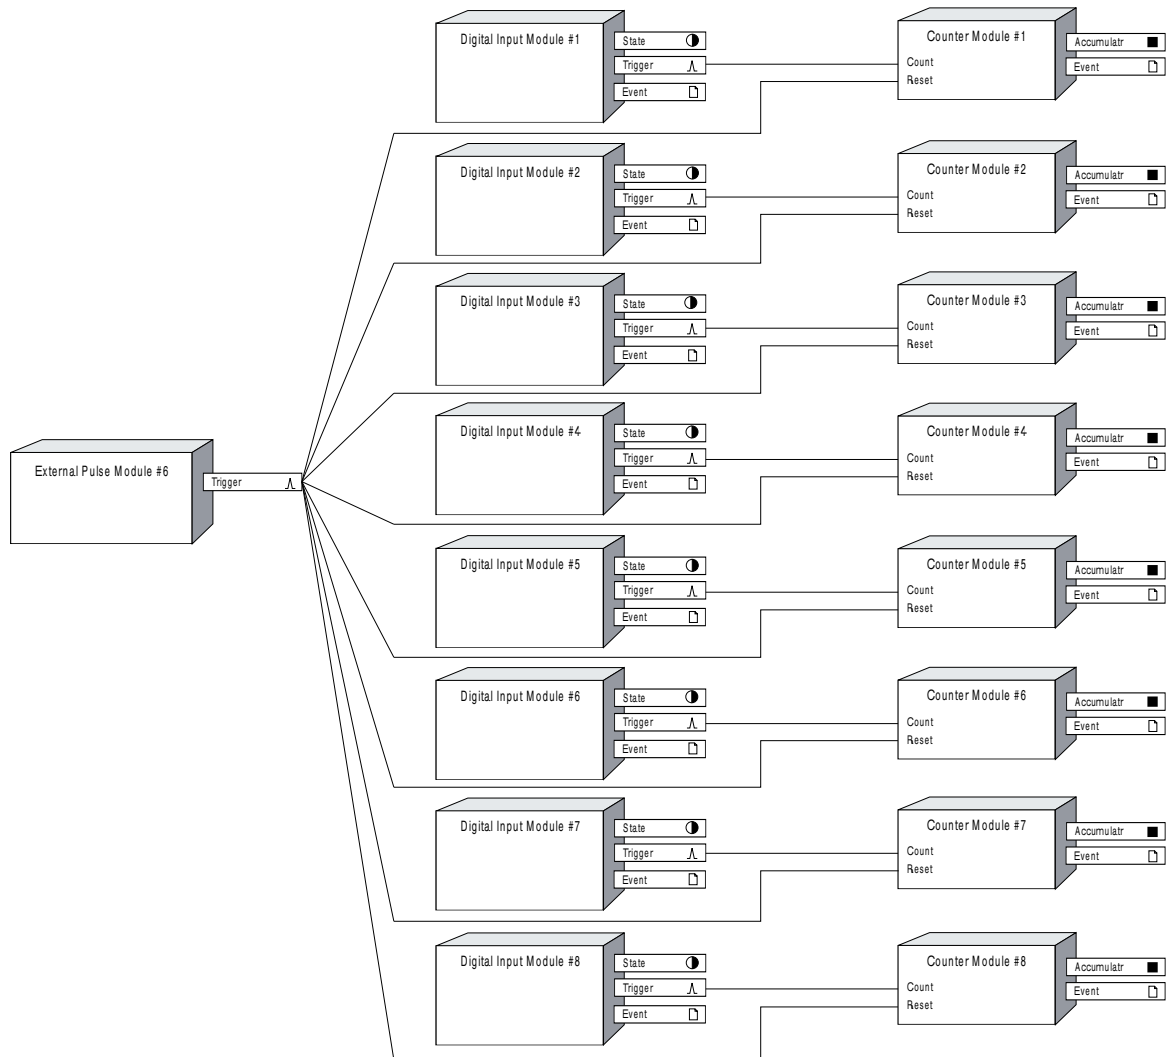 Digital Input Module #1
State
Trigger
Event
Counter Module #1
Count
Reset
Accumulatr
Event
Digital Input Module #2
State
Trigger
Event
Counter Module #2
Count
Reset
Accumulatr
Event
Digital Input Module #3
State
Trigger
Event
Counter Module #3
Count
Reset
Accumulatr
Event
External Pulse Module #6
Trigger
Digital Input Module #4
State
Trigger
Event
Counter Module #4
Count
Reset
Accumulatr
Event
Digital Input Module #5
State
Trigger
Event
Counter Module #5
Count
Reset
Accumulatr
Event
Digital Input Module #6
State
Trigger
Event
Counter Module #6
Count
Reset
Accumulatr
Event
Digital Input Module #7
State
Trigger
Event
Counter Module #7
Count
Reset
Accumulatr
Event
Digital Input Module #8
State
Trigger
Event
Counter Module #8
Count
Reset
Accumulatr
Event